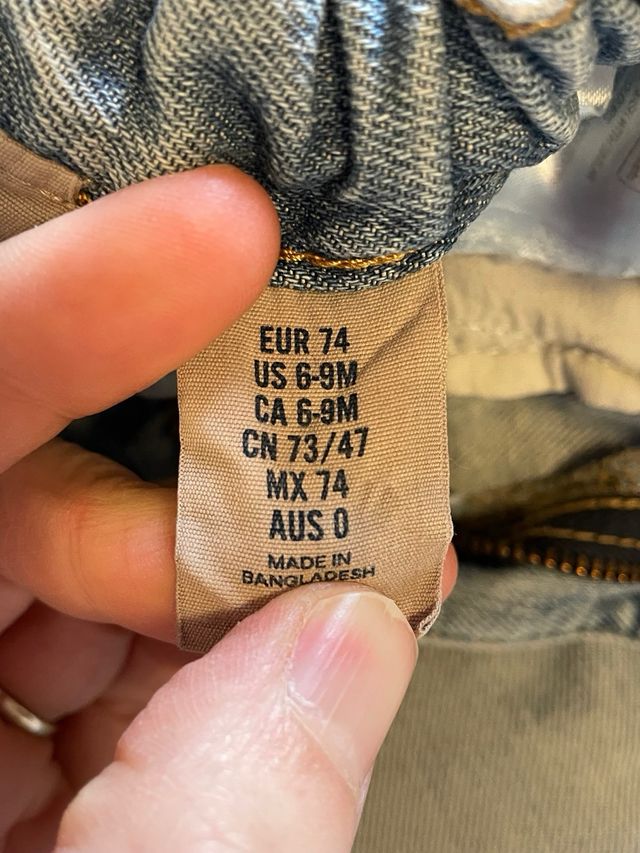 EUR 74
US 6-9M
CA 6-9M
CN 73/47
MX 74
AUS 0
MADE IN
BANGLADESH